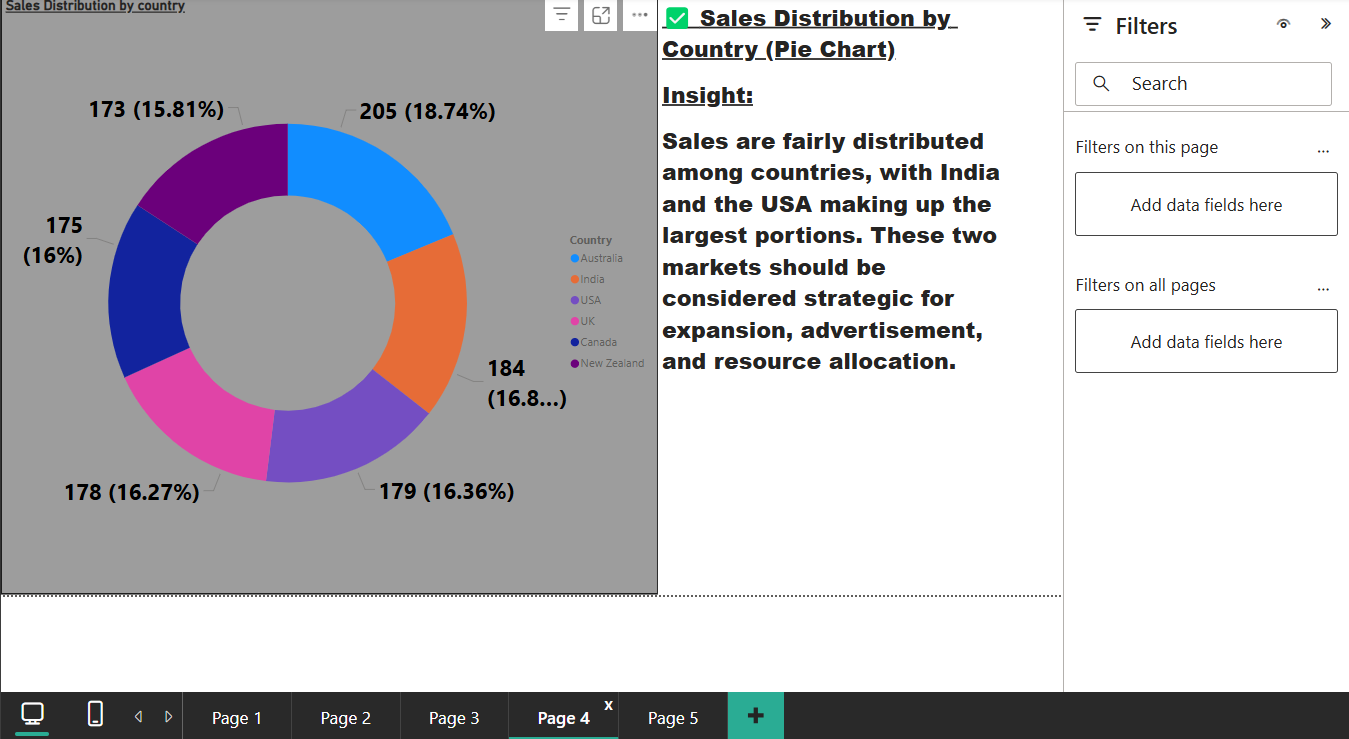 Sales Distribution by country
173 (15.81%)
205 (18.74%)
175
(16%)
184
(16.8...)
178 (16.27%)
179 (16.36%)
Country
Australia
India
USA
UK
Canada
New Zealand
✅ Sales Distribution by
Country (Pie Chart)
Insight:
Sales are fairly distributed
among countries, with India
and the USA making up the
largest portions. These two
markets should be
considered strategic for
expansion, advertisement,
and resource allocation.
Filters
Search
Filters on this page
...
Add data fields here
Filters on all pages
...
Add data fields here
Page 1
Page 2
Page 3
Page 4
x
Page 5
+